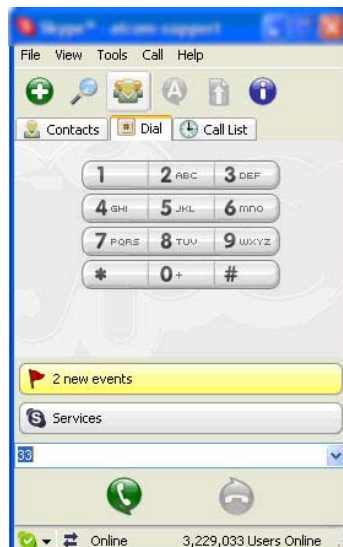 Skype™ - atcom-support
File View Tools Call Help
Contacts Dial Call List
1 2 ABC 3 DEF
4 GHI 5 JKL 6 mno
7 PQRS 8 TUV 9 WXYZ
* 0 + #
2 new events
Services
33
Online 3,229,033 Users Online